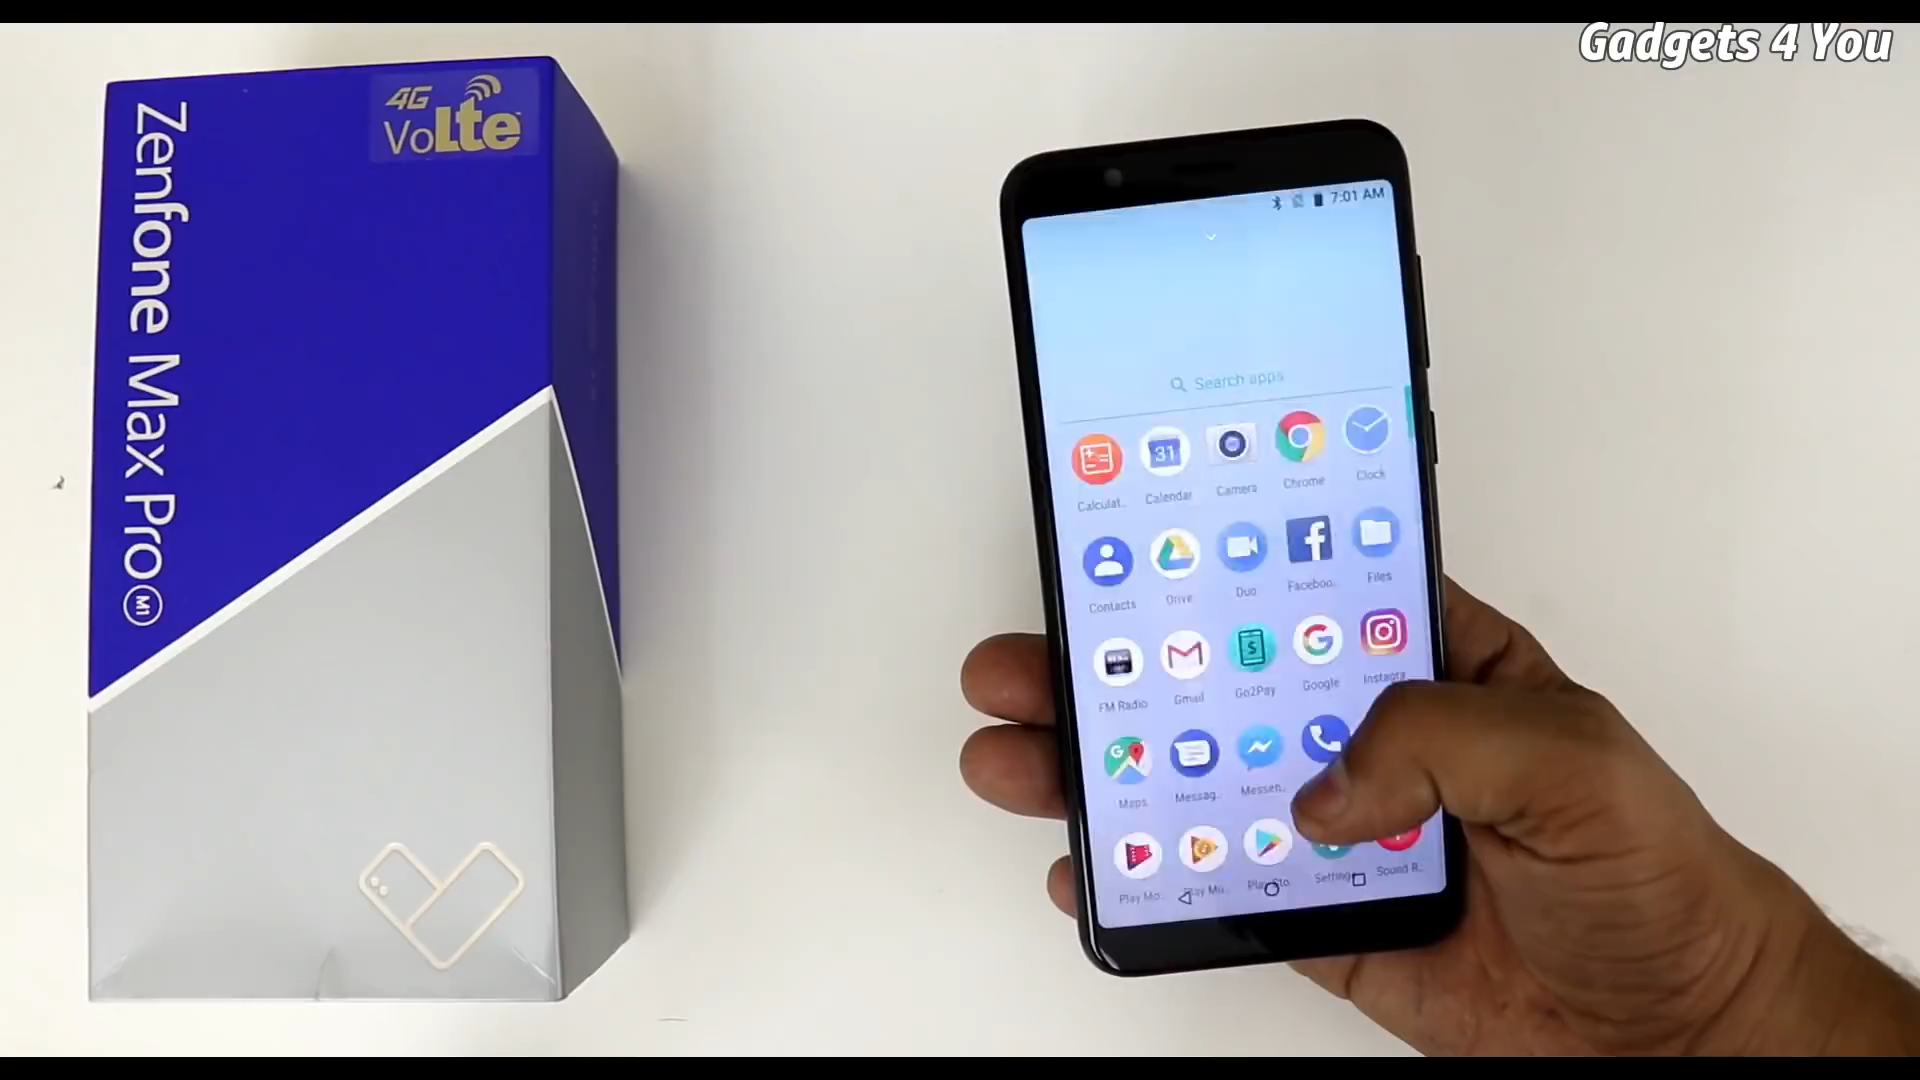 Gadgets 4 You
4G
VoLte
Zenfone Max Pro M1
7:01 AM
Search apps
Calculat..
Calendar
Camera
Chrome
Clock
31
Contacts
Drive
Duo
Faceboo..
Files
FM Radio
Gmail
Go2Pay
Google
Instagra..
Maps
Messag..
Messen..
Play Mo..
Play Mu..
Play Sto..
Settings
Sound R..